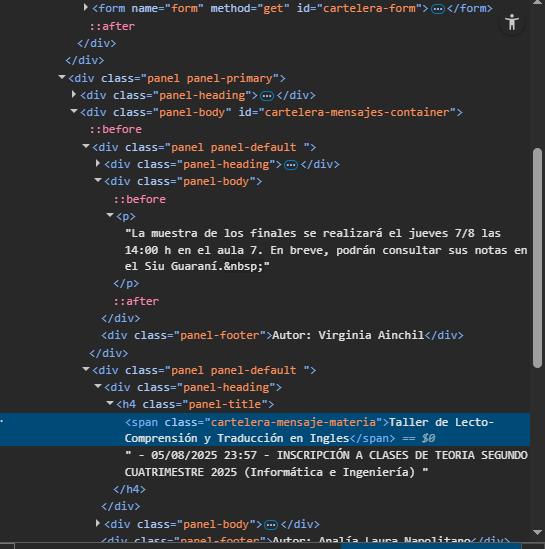 <form name="form" method="get" id="cartelera-form"> ⋯ </form>
::after
</div>
</div>
<div class="panel panel-primary">
<div class="panel-heading"> ⋯ </div>
<div class="panel-body" id="cartelera-mensajes-container">
::before
<div class="panel panel-default ">
<div class="panel-heading"> ⋯ </div>
<div class="panel-body">
::before
<p>
"La muestra de los finales se realizará el jueves 7/8 las
14:00 h en el aula 7. En breve, podrán consultar sus notas en
el Siu Guaraní.&nbsp;"
</p>
::after
</div>
<div class="panel-footer">Autor: Virginia Ainchil</div>
</div>
<div class="panel panel-default ">
<div class="panel-heading">
<h4 class="panel-title">
<span class="cartelera-mensaje-materia">Taller de Lecto-
Comprensión y Traducción en Ingles</span> == $0
" - 05/08/2025 23:57 - INSCRIPCIÓN A CLASES DE TEORIA SEGUNDO
CUATRIMESTRE 2025 (Informática e Ingeniería) "
</h4>
</div>
<div class="panel-body"> ⋯ </div>
<div class="panel-footer">Autor: Analía Laura Napolitano</div>